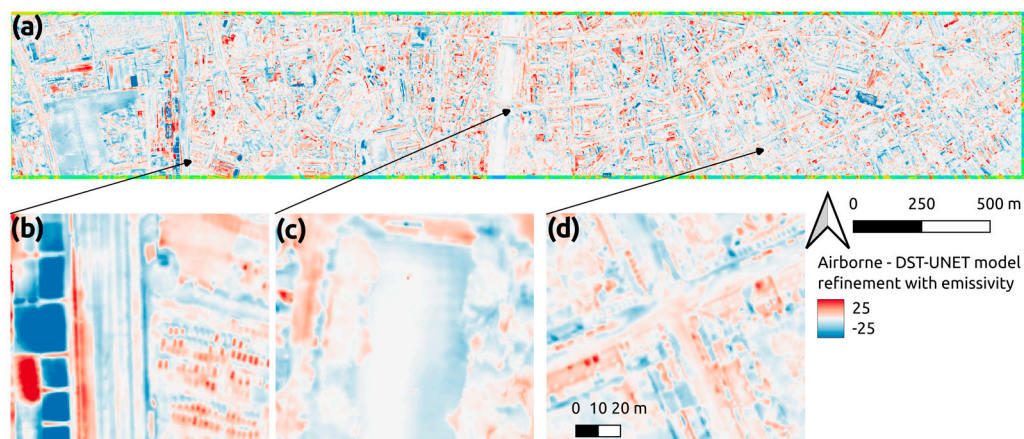 (a)
(b)
(c)
(d)
0 10 20 m
0 250 500 m
Airborne - DST-UNET model
refinement with emissivity
25
-25